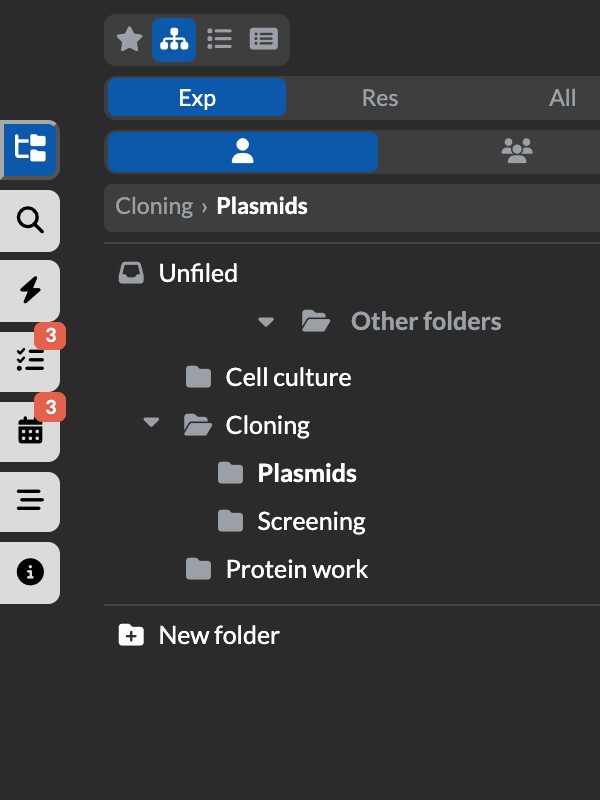 Exp Res All
Cloning › Plasmids
Unfiled
Other folders
3
Cell culture
3
Cloning
Plasmids
Screening
Protein work
New folder